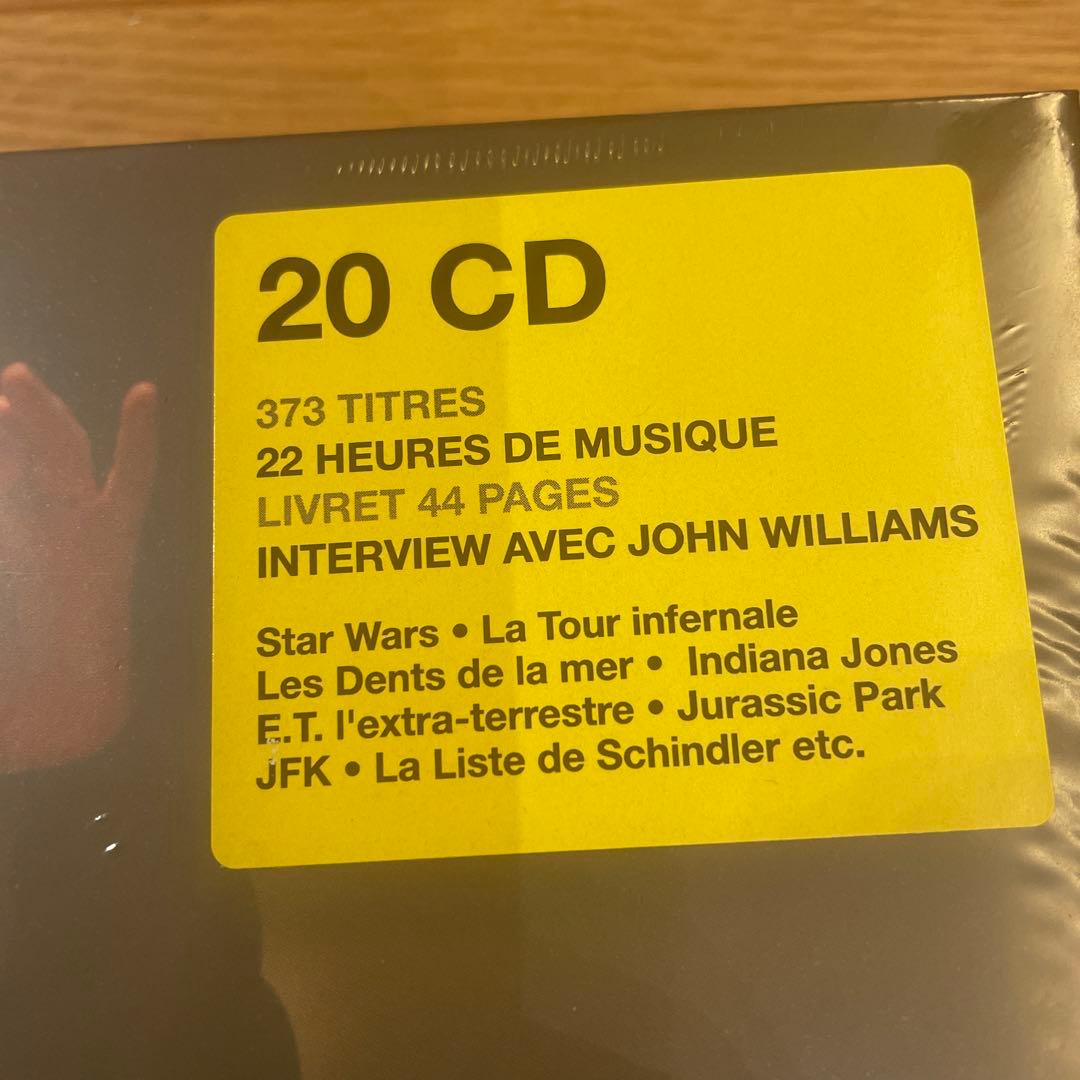 20 CD
373 TITRES
22 HEURES DE MUSIQUE
LIVRET 44 PAGES
INTERVIEW AVEC JOHN WILLIAMS
Star Wars • La Tour infernale
Les Dents de la mer • Indiana Jones
E.T. l'extra-terrestre • Jurassic Park
JFK • La Liste de Schindler etc.